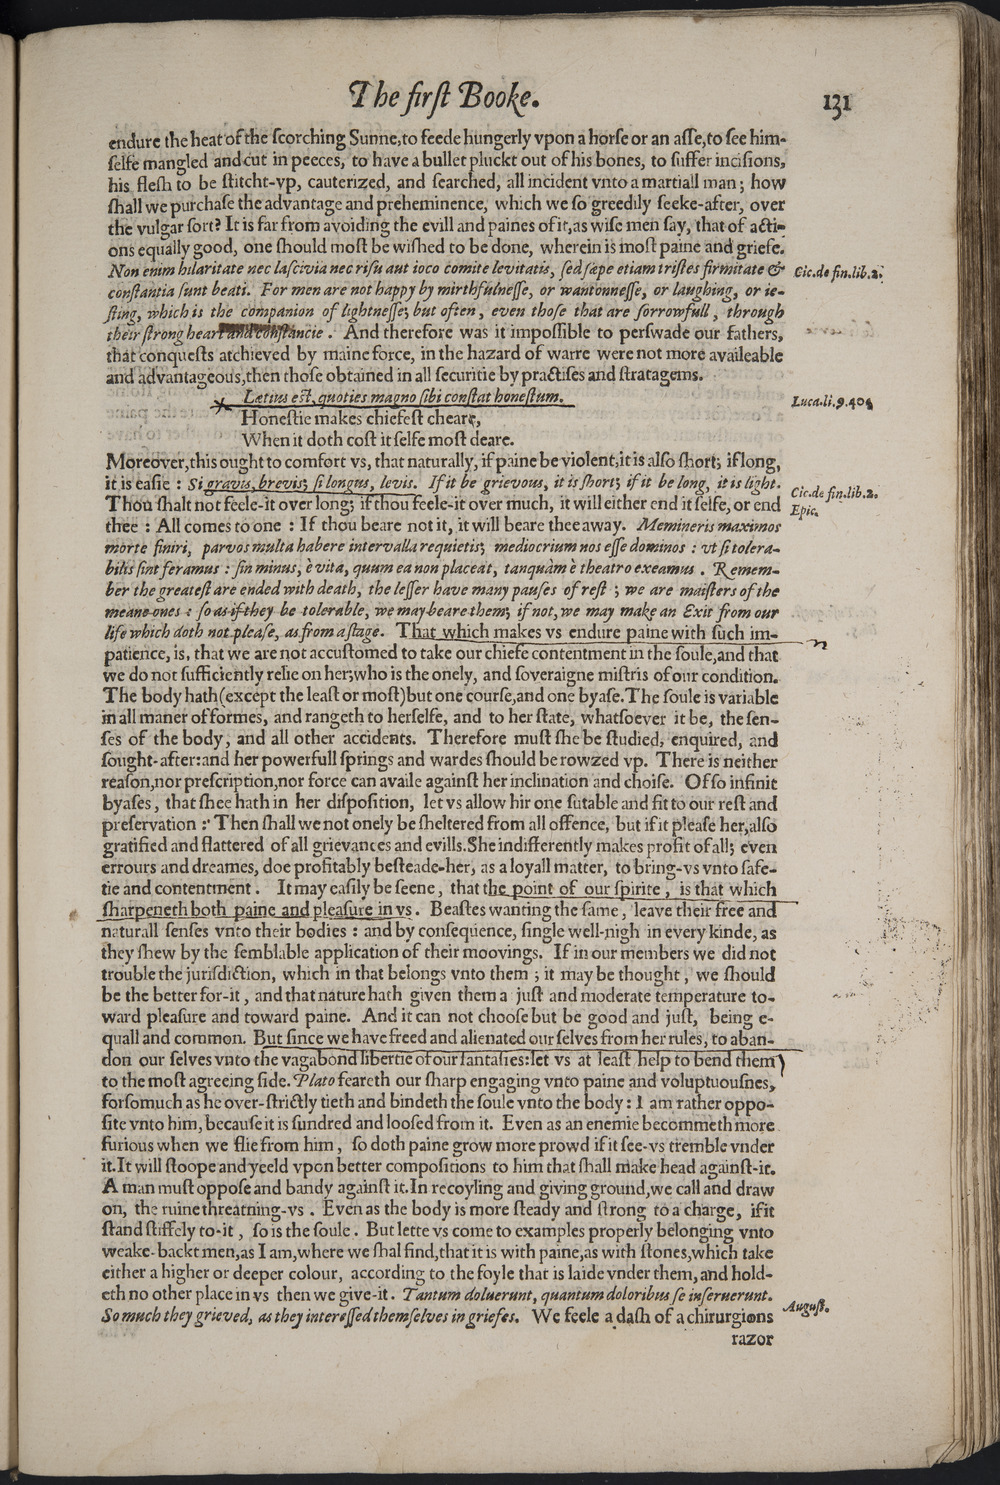 The firſt Booke. 131
endure the heat of the ſcorching Sunne, to feede hungerly vpon a horſe or an aſſe, to ſee him-
ſelfe mangled and cut in peeces, to have a bullet pluckt out of his bones, to ſuffer inciſions,
his fleſh to be ſtitcht-vp, cauterized, and ſearched, all incident vnto a martiall man; how
ſhall we purchaſe the advantage and preheminence, which we ſo greedily ſeeke-after, over
the vulgar ſort? It is far from avoiding the evill and paines of it, as wiſe men ſay, that of acti-
ons equally good, one ſhould moſt be wiſhed to be done, wherein is moſt paine and griefe.
Non enim hilaritate nec laſcivia nec riſu aut ioco comite levitatis, ſed ſæpe etiam triſtes firmitate & Cic. de fin. lib. 2.
conſtantia ſunt beati. For men are not happy by mirthfulneſſe, or wantonneſſe, or laughing, or ie-
ſting, which is the companion of lightneſſe; but often, even thoſe that are ſorrowfull, through
their ſtrong heart and conſtancie. And therefore was it impoſſible to perſwade our fathers,
that conqueſts atchieved by maine force, in the hazard of warre were not more availeable
and advantageous, then thoſe obtained in all ſecuritie by practiſes and ſtratagems.
Lætius eſt, quoties magno ſibi conſtat honeſtum. Luca. li. 9. 404
Honeſtie makes chiefeſt cheare,
When it doth coſt it ſelfe moſt deare.
Moreover, this ought to comfort vs, that naturally, if paine be violent, it is alſo ſhort; if long,
it is eaſie: Si gravis, brevis; ſi longus, levis. If it be grievous, it is ſhort; if it be long, it is light. Cic. de fin. lib. 2.
Thou ſhalt not feele-it over long; if thou feele-it over much, it will either end it ſelfe, or end Epic.
thee: All comes to one: If thou beare not it, it will beare thee away. Memineris maximos
morte finiri, parvos multa habere intervalla requietis; mediocrium nos eſſe dominos: vt ſi tolera-
biles ſint feramus: ſin minus, è vita, quum ea non placeat, tanquàm è theatro exeamus. Remem-
ber the greateſt are ended with death, the leſſer have many pauſes of reſt; we are maiſters of the
meane ones: ſo as if they be tolerable, we may beare them; if not, we may make an Exit from our
life which doth not pleaſe, as from a ſtage. That which makes vs endure paine with ſuch im-
patience, is, that we are not accuſtomed to take our chiefe contentment in the ſoule, and that
we do not ſufficiently relie on her, who is the onely, and ſoveraigne miſtris of our condition.
The body hath (except the leaſt or moſt) but one courſe, and one byaſe. The ſoule is variable
in all maner of formes, and rangeth to herſelfe, and to her ſtate, whatſoever it be, the ſen-
ſes of the body, and all other accidents. Therefore muſt ſhe be ſtudied, enquired, and
ſought-after: and her powerfull ſprings and wardes ſhould be rowzed vp. There is neither
reaſon, nor preſcription, nor force can availe againſt her inclination and choiſe. Of ſo infinit
byaſes, that ſhee hath in her diſpoſition, let vs allow hir one ſutable and fit to our reſt and
preſervation: Then ſhall we not onely be ſheltered from all offence, but if it pleaſe her, alſo
gratified and flattered of all grievances and evills. She indifferently makes profit of all; even
errours and dreames, doe profitably beſteade-her, as a loyall matter, to bring-vs vnto ſafe-
tie and contentment. It may eaſily be ſeene, that the point of our ſpirite, is that which
ſharpeneth both paine and pleaſure in vs. Beaſtes wanting the ſame, leave their free and
naturall ſenſes vnto their bodies: and by conſequence, ſingle well-nigh in every kinde, as
they ſhew by the ſemblable application of their moovings. If in our members we did not
trouble the juriſdiction, which in that belongs vnto them; it may be thought, we ſhould
be the better for-it, and that nature hath given them a juſt and moderate temperature to-
ward pleaſure and toward paine. And it can not chooſe but be good and juſt, being e-
quall and common. But ſince we have freed and alienated our ſelves from her rules, to aban-
don our ſelves vnto the vagabond libertie of our fantaſies: let vs at leaſt help to bend them
to the moſt agreeing ſide. Plato feareth our ſharp engaging vnto paine and voluptuouſnes,
forſomuch as he over-ſtrictly tieth and bindeth the ſoule vnto the body: I am rather oppo-
ſite vnto him, becauſe it is ſundred and looſed from it. Even as an enemie becommeth more
furious when we flie from him, ſo doth paine grow more prowd if it ſee-vs tremble vnder
it. It will ſtoope and yeeld vpon better compoſitions to him that ſhall make head againſt-it.
A man muſt oppoſe and bandy againſt it. In recoyling and giving ground, we call and draw
on, the ruine threatning-vs. Even as the body is more ſteady and ſtrong to a charge, if it
ſtand ſtiffely to-it, ſo is the ſoule. But lette vs come to examples properly belonging vnto
weake-backt men, as I am, where we ſhal find, that it is with paine, as with ſtones, which take
either a higher or deeper colour, according to the foyle that is laide vnder them, and hold-
eth no other place in vs then we give-it. Tantum doluerunt, quantum doloribus ſe inſeruerunt.
So much they grieved, as they intereſſed themſelves in griefes. We feele a daſh of a chirurgions Auguſt.
razor